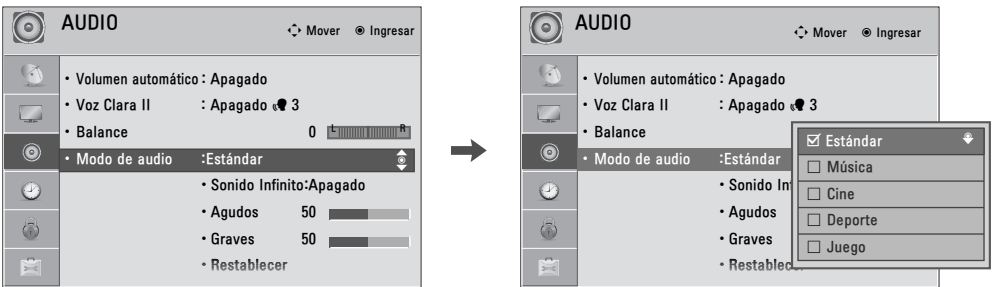 AUDIO
Mover Ingresar
• Volumen automático : Apagado
• Voz Clara II : Apagado 3
• Balance 0 L R
• Modo de audio :Estándar
• Sonido Infinito:Apagado
• Agudos 50
• Graves 50
• Restablecer
AUDIO
Mover Ingresar
• Volumen automático : Apagado
• Voz Clara II : Apagado 3
• Balance
• Modo de audio :Estándar
• Sonido In
• Agudos
• Graves
• Restablecer
Estándar
Música
Cine
Deporte
Juego